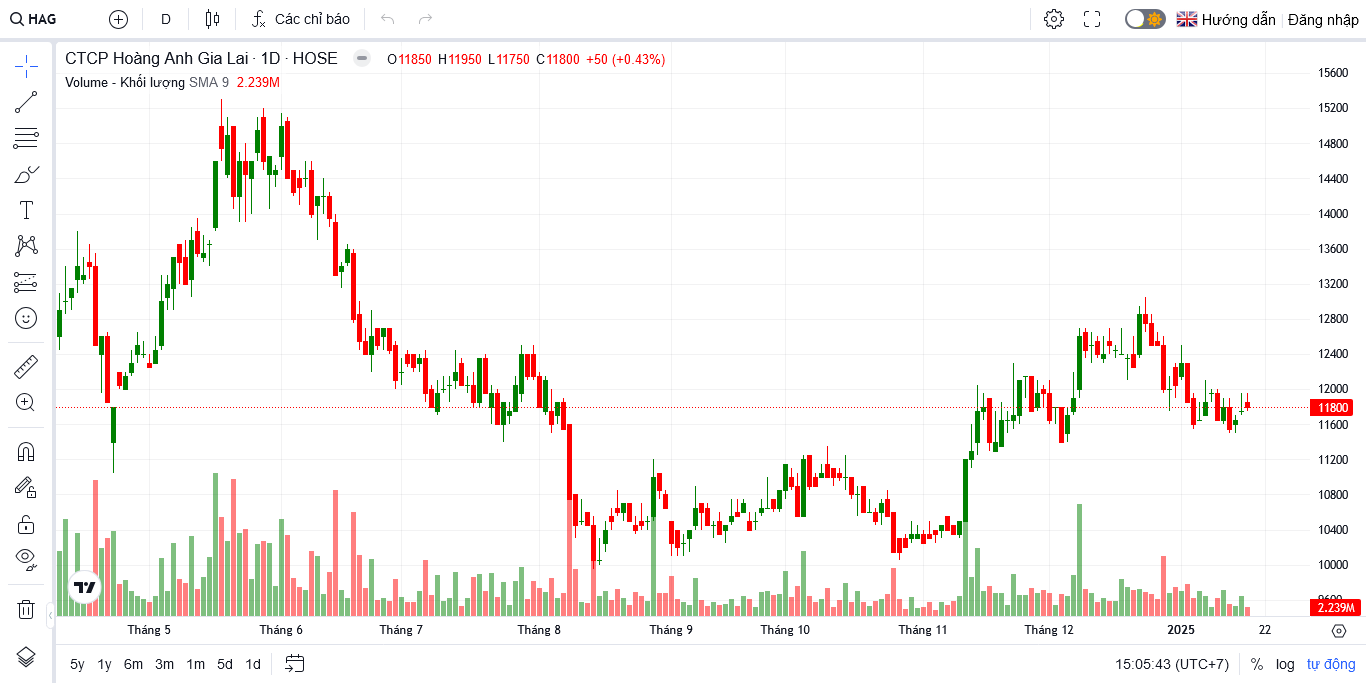 HAG
D
Các chỉ báo
Hướng dẫn
Đăng nhập
CTCP Hoàng Anh Gia Lai · 1D · HOSE
O11850 H11950 L11750 C11800 +50 (+0.43%)
Volume - Khối lượng SMA 9 2.239M
15600
15200
14800
14400
14000
13600
13200
12800
12400
12000
11800
11600
11200
10800
10400
10000
9600
2.239M
Tháng 5
Tháng 6
Tháng 7
Tháng 8
Tháng 9
Tháng 10
Tháng 11
Tháng 12
2025
22
5y 1y 6m 3m 1m 5d 1d
15:05:43 (UTC+7)
% log tự động